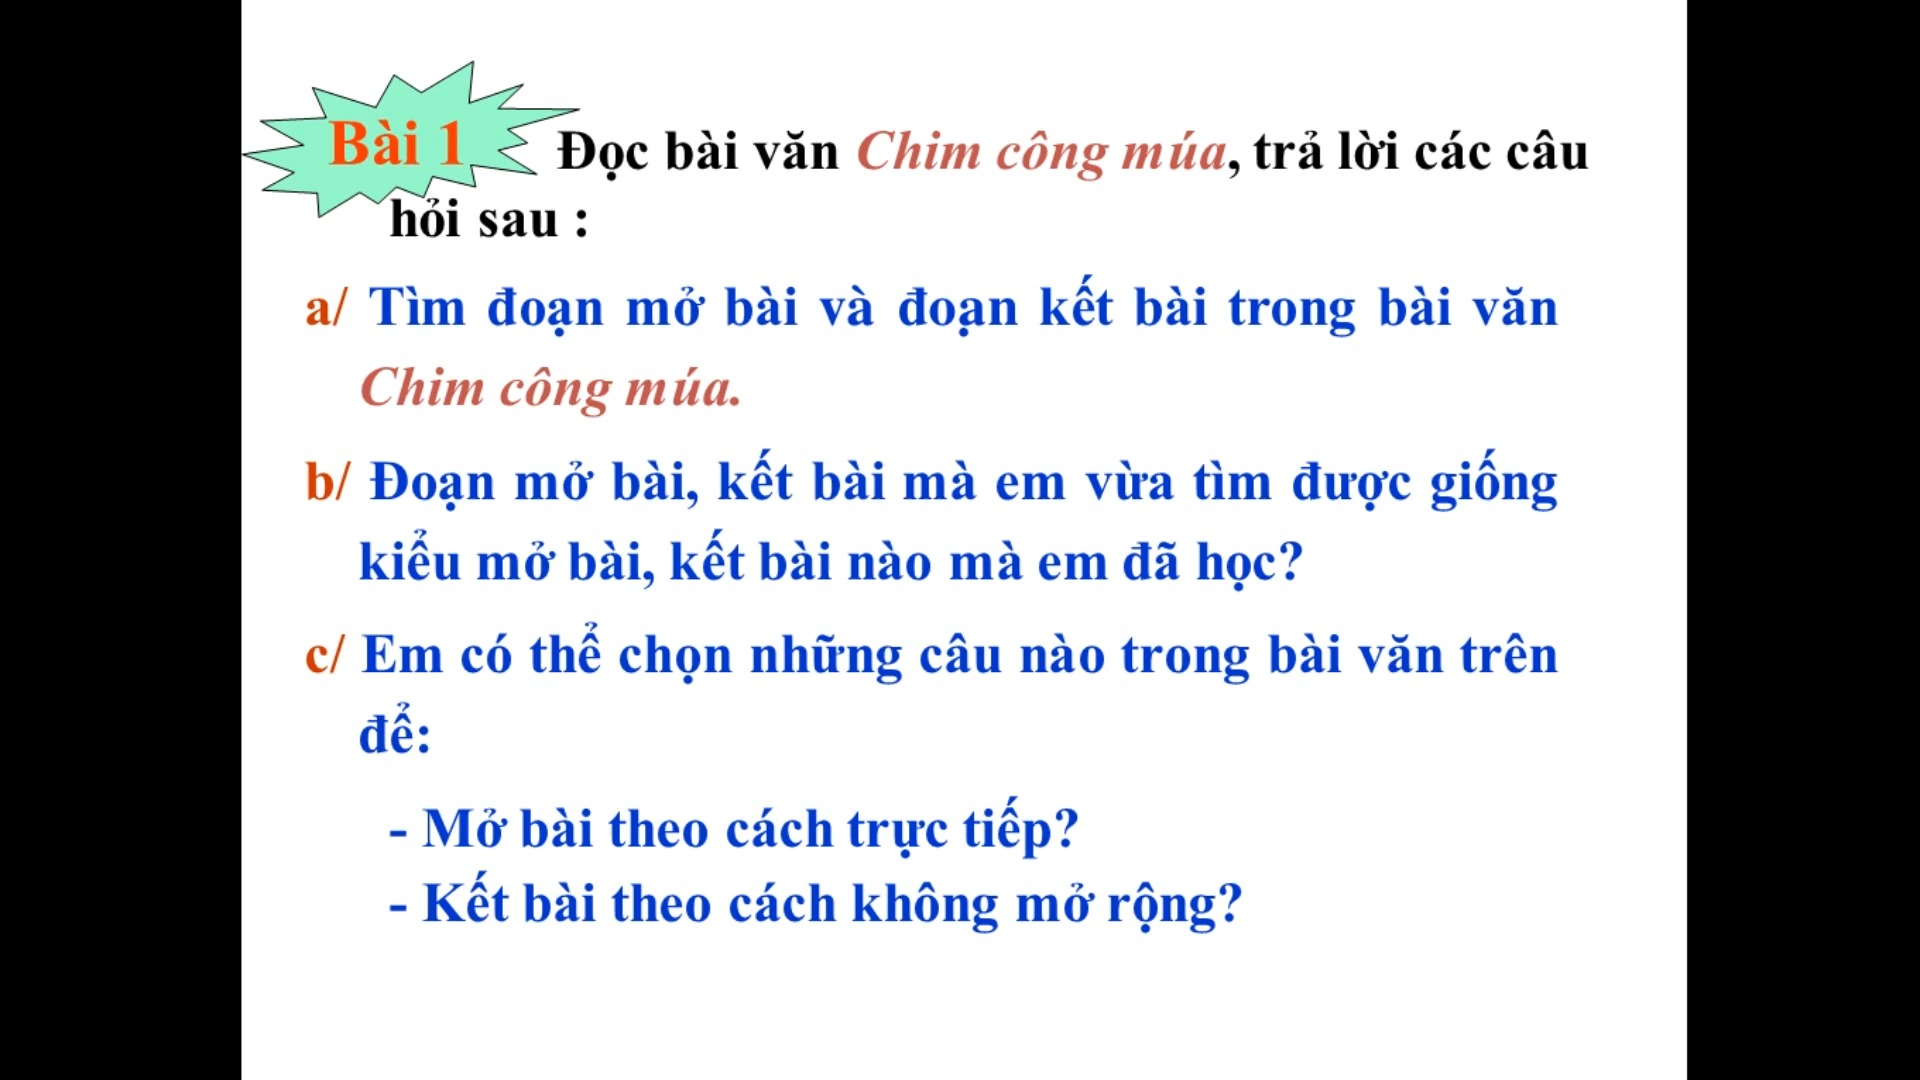 Bài 1 Đọc bài văn Chim công múa, trả lời các câu
hỏi sau :
a/ Tìm đoạn mở bài và đoạn kết bài trong bài văn
Chim công múa.
b/ Đoạn mở bài, kết bài mà em vừa tìm được giống
kiểu mở bài, kết bài nào mà em đã học?
c/ Em có thể chọn những câu nào trong bài văn trên
để:
- Mở bài theo cách trực tiếp?
- Kết bài theo cách không mở rộng?